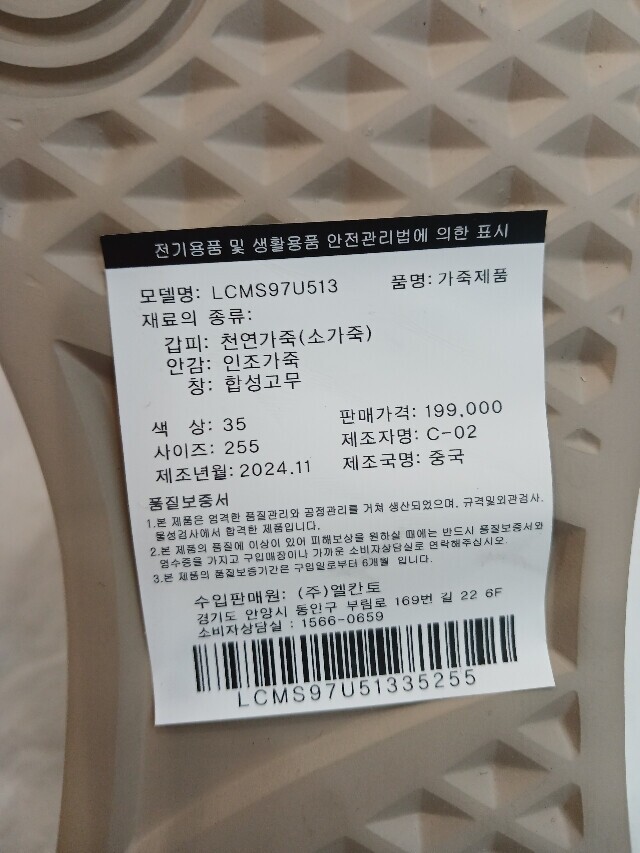 전기용품 및 생활용품 안전관리법에 의한 표시
모델명: LCMS97U513 품명: 가죽제품
재료의 종류:
갑피: 천연가죽(소가죽)
안감: 인조가죽
창: 합성고무
색 상: 35 판매가격: 199,000
사이즈: 255 제조자명: C-02
제조년월: 2024.11 제조국명: 중국
품질보증서
1.본 제품은 엄격한 품질관리와 공정관리를 거쳐 생산되었으며, 규격및외관검사,
물성검사에서 합격한 제품입니다.
2.본 제품의 품질에 이상이 있어 피해보상을 원하실 때에는 반드시 품질보증서와
영수증을 가지고 구입매장이나 가까운 소비자상담실로 연락해주십시오.
3.본 제품의 품질보증기간은 구입일로부터 6개월 입니다.
수입판매원: (주)엘칸토
경기도 안양시 동안구 부림로 169번 길 22 6F
소비자상담실 : 1566-0659
LCMS97U51335255